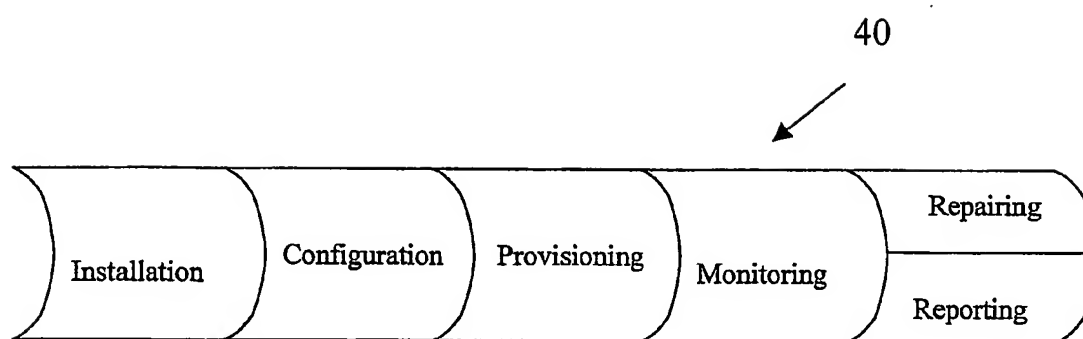 40
Installation
Configuration
Provisioning
Monitoring
Repairing
Reporting